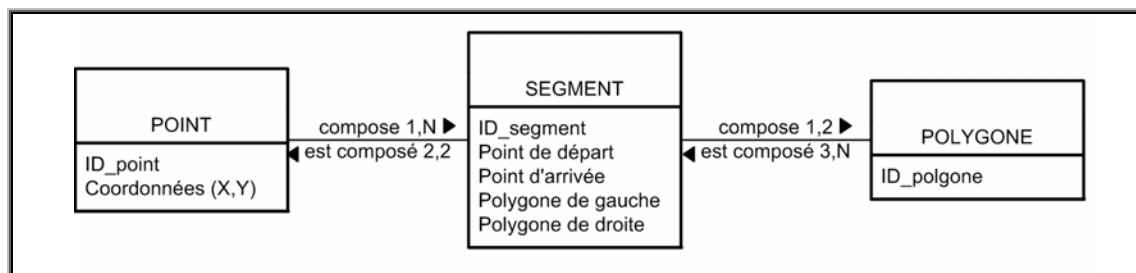 POINT
ID_point
Coordonnées (X,Y)
compose 1,N ▶
◀ est composé 2,2
SEGMENT
ID_segment
Point de départ
Point d'arrivée
Polygone de gauche
Polygone de droite
compose 1,2 ▶
◀ est composé 3,N
POLYGONE
ID_polgone